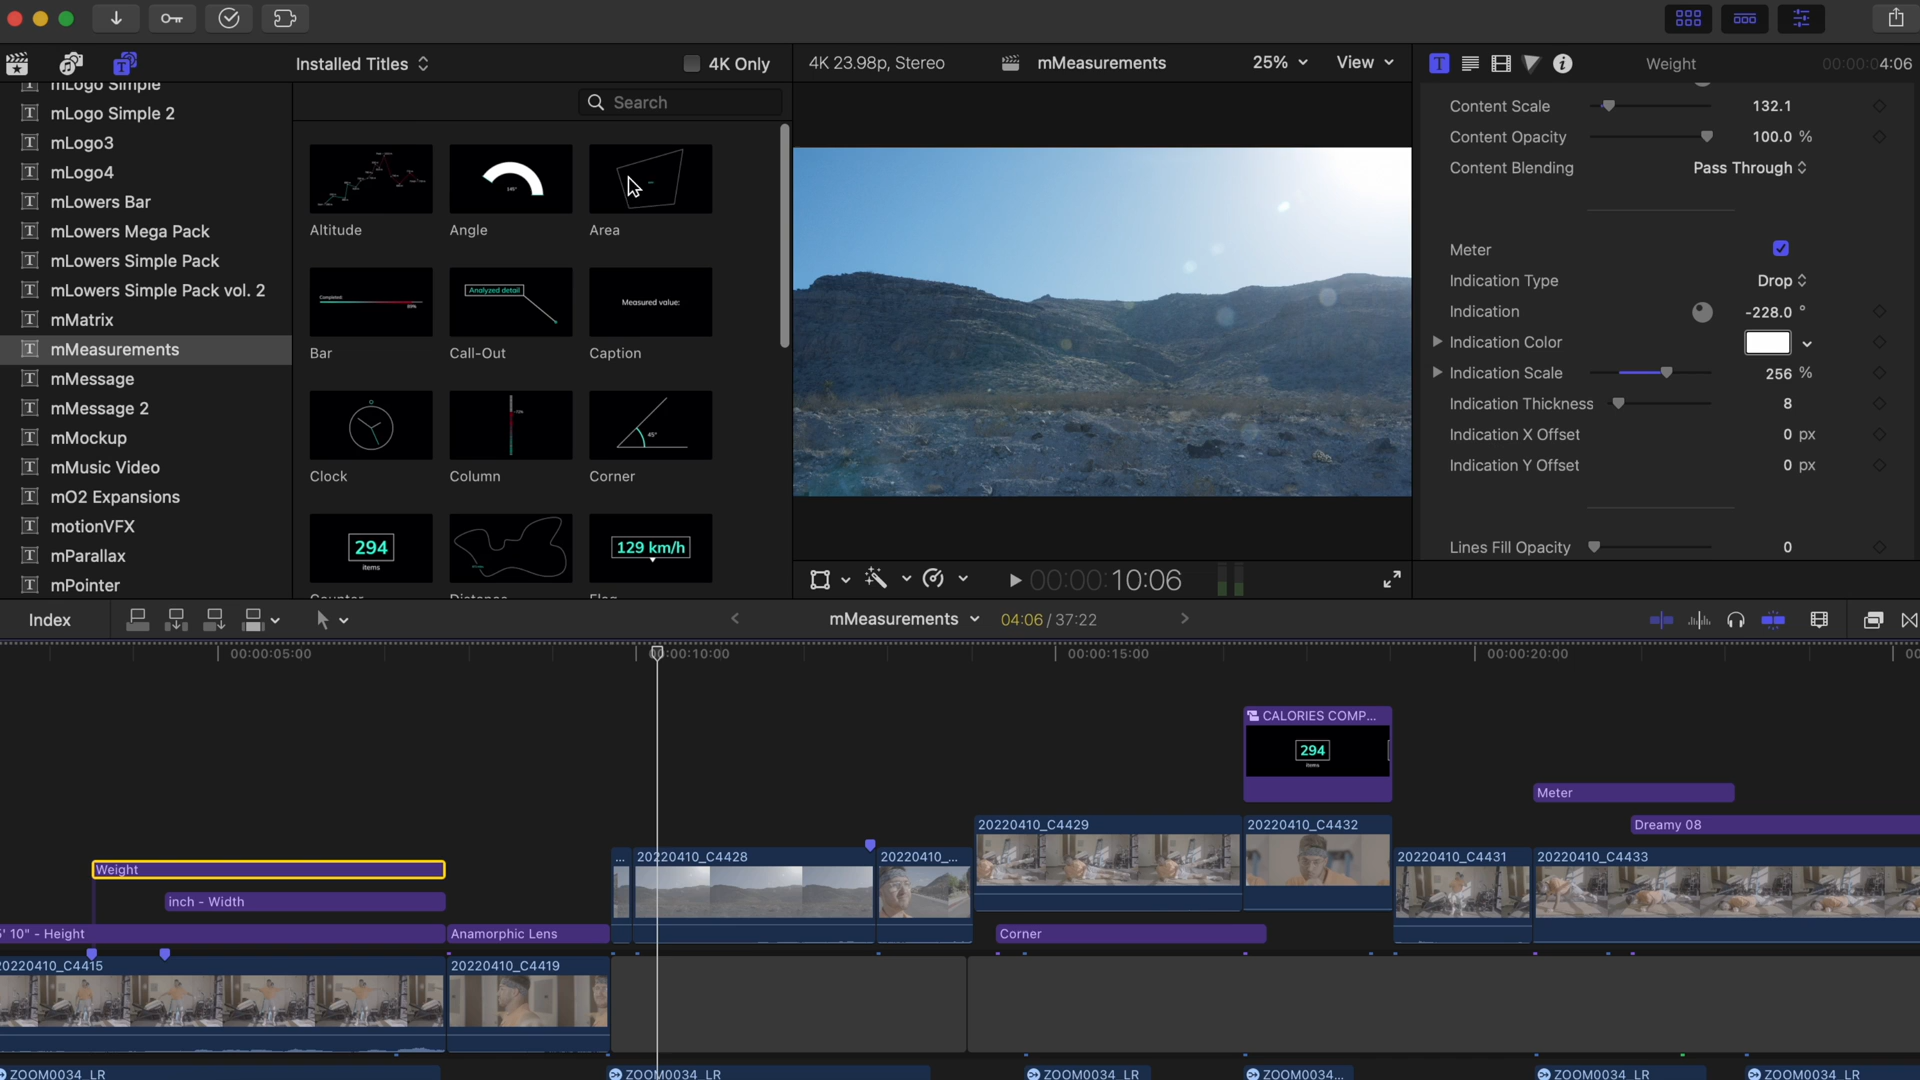 Installed Titles
4K Only
4K 23.98p, Stereo
mMeasurements
25%
View
Weight
00:00:04:06
Search
mLogo Simple
mLogo Simple 2
mLogo3
mLogo4
mLowers Bar
mLowers Mega Pack
mLowers Simple Pack
mLowers Simple Pack vol. 2
mMatrix
mMeasurements
mMessage
mMessage 2
mMockup
mMusic Video
mO2 Expansions
motionVFX
mParallax
mPointer
Altitude
145°
Angle
Area
Completed
89%
Bar
Analyzed detail
Call-Out
Measured value:
Caption
Clock
Column
45°
Corner
294
items
129 km/h
Counter
Distance
Flag
Content Scale
132.1
Content Opacity
100.0 %
Content Blending
Pass Through
Meter
Indication Type
Drop
Indication
-228.0 °
Indication Color
Indication Scale
256 %
Indication Thickness
8
Indication X Offset
0 px
Indication Y Offset
0 px
Lines Fill Opacity
0
00:00:10:06
Index
mMeasurements
04:06 / 37:22
00:00:05:00
00:00:10:00
00:00:15:00
00:00:20:00
CALORIES COMP...
294
items
Meter
20220410_C4429
20220410_C4432
Dreamy 08
...
20220410_C4428
20220410_...
20220410_C4431
20220410_C4433
Weight
inch - Width
5' 10" - Height
Anamorphic Lens
Corner
20220410_C4415
20220410_C4419
ZOOM0034_LR
ZOOM0034_LR
ZOOM0034_LR
ZOOM0034...
ZOOM0034_LR
ZOOM0034_LR